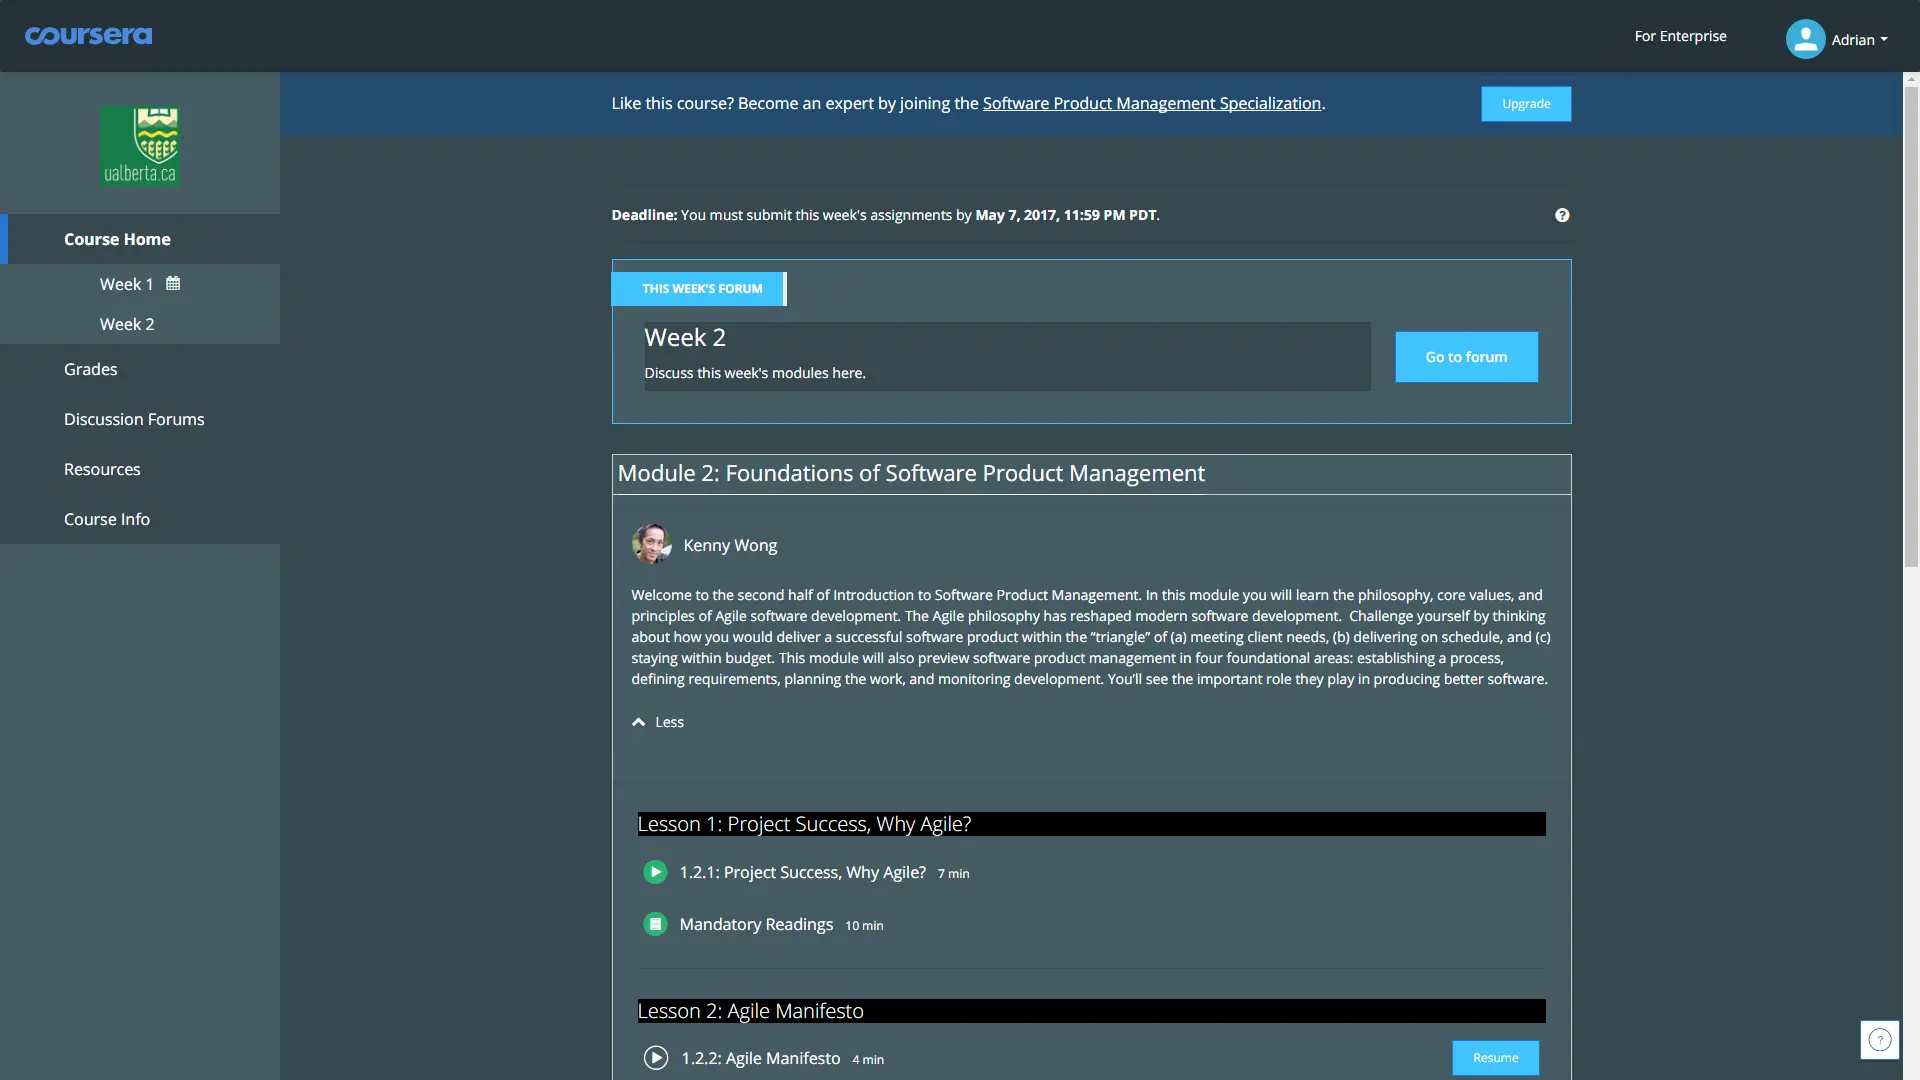 coursera
For Enterprise
Adrian
ualberta.ca
Like this course? Become an expert by joining the Software Product Management Specialization.
Upgrade
Course Home
Week 1
Week 2
Grades
Discussion Forums
Resources
Course Info
Deadline: You must submit this week's assignments by May 7, 2017, 11:59 PM PDT.
?
THIS WEEK'S FORUM
Week 2
Discuss this week's modules here.
Go to forum
Module 2: Foundations of Software Product Management
Kenny Wong
Welcome to the second half of Introduction to Software Product Management. In this module you will learn the philosophy, core values, and
principles of Agile software development. The Agile philosophy has reshaped modern software development.  Challenge yourself by thinking
about how you would deliver a successful software product within the “triangle” of (a) meeting client needs, (b) delivering on schedule, and (c)
staying within budget. This module will also preview software product management in four foundational areas: establishing a process,
defining requirements, planning the work, and monitoring development. You’ll see the important role they play in producing better software.
Less
Lesson 1: Project Success, Why Agile?
1.2.1: Project Success, Why Agile? 7 min
Mandatory Readings 10 min
Lesson 2: Agile Manifesto
1.2.2: Agile Manifesto 4 min
Resume
?